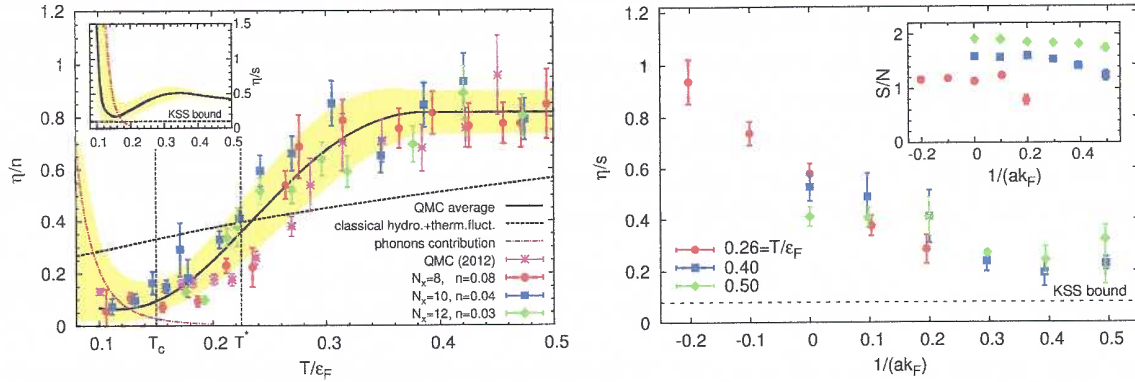 1.5
1
0.5
0
η/s
KSS bound
0.1 0.2 0.3 0.4 0.5
1.2
1
0.8
0.6
0.4
0.2
0
η/n
QMC average
classical hydro.+therm.fluct.
phonons contribution
QMC (2012)
Nx=8, n=0.08
Nx=10, n=0.04
Nx=12, n=0.03
0.1 Tc 0.2 T* 0.3 0.4 0.5
T/εF
1.2
1
0.8
0.6
0.4
0.2
0
η/s
2
1
0
S/N
-0.2 0 0.2 0.4
1/(akF)
0.26=T/εF
0.40
0.50
KSS bound
-0.2 -0.1 0 0.1 0.2 0.3 0.4 0.5
1/(akF)